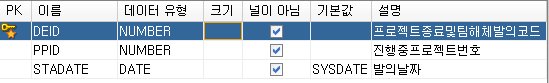 PK 이름 데이터 유형 크기 널이 아님 기본값 설명
DEID NUMBER 프로젝트종료및팀해체발의코드
PPID NUMBER 진행중프로젝트번호
STADATE DATE SYSDATE 발의날짜